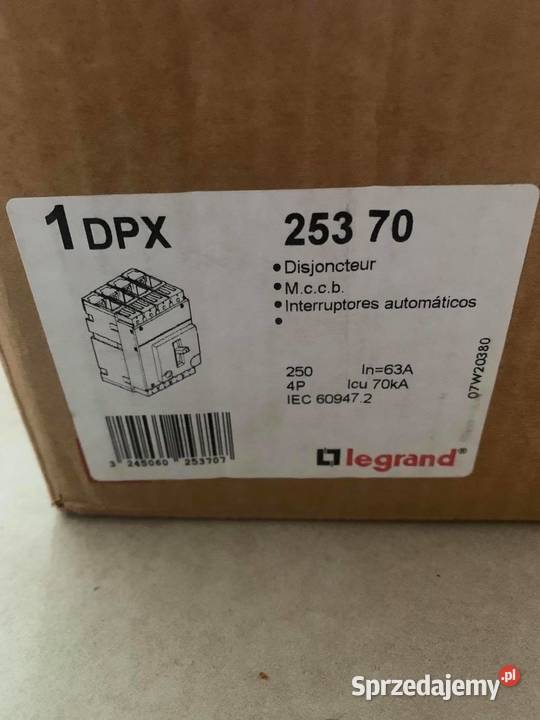 1 DPX
253 70
•Disjoncteur
•M.c.c.b.
•Interruptores automáticos
•
250 In=63A
4P Icu 70kA
IEC 60947.2
07W20380
3 245060 253707
legrand®
Sprzedajemy.pl